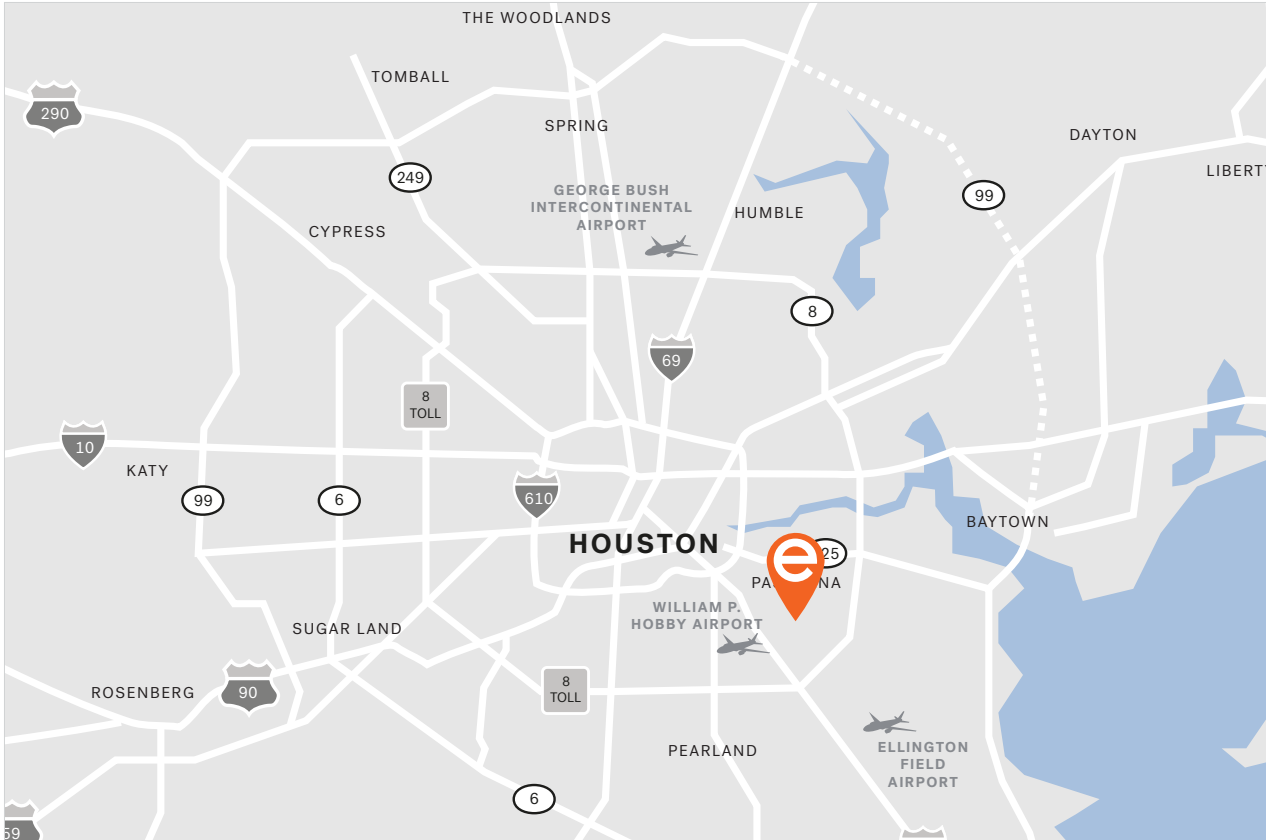 THE WOODLANDS
TOMBALL
290
SPRING
DAYTON
LIBERT
249
GEORGE BUSH
INTERCONTINENTAL
AIRPORT
99
HUMBLE
CYPRESS
8
69
8
TOLL
10
KATY
99
6
610
BAYTOWN
HOUSTON
e
25
PA NA
WILLIAM P.
HOBBY AIRPORT
SUGAR LAND
ROSENBERG
90
8
TOLL
PEARLAND
ELLINGTON
FIELD
AIRPORT
6
59